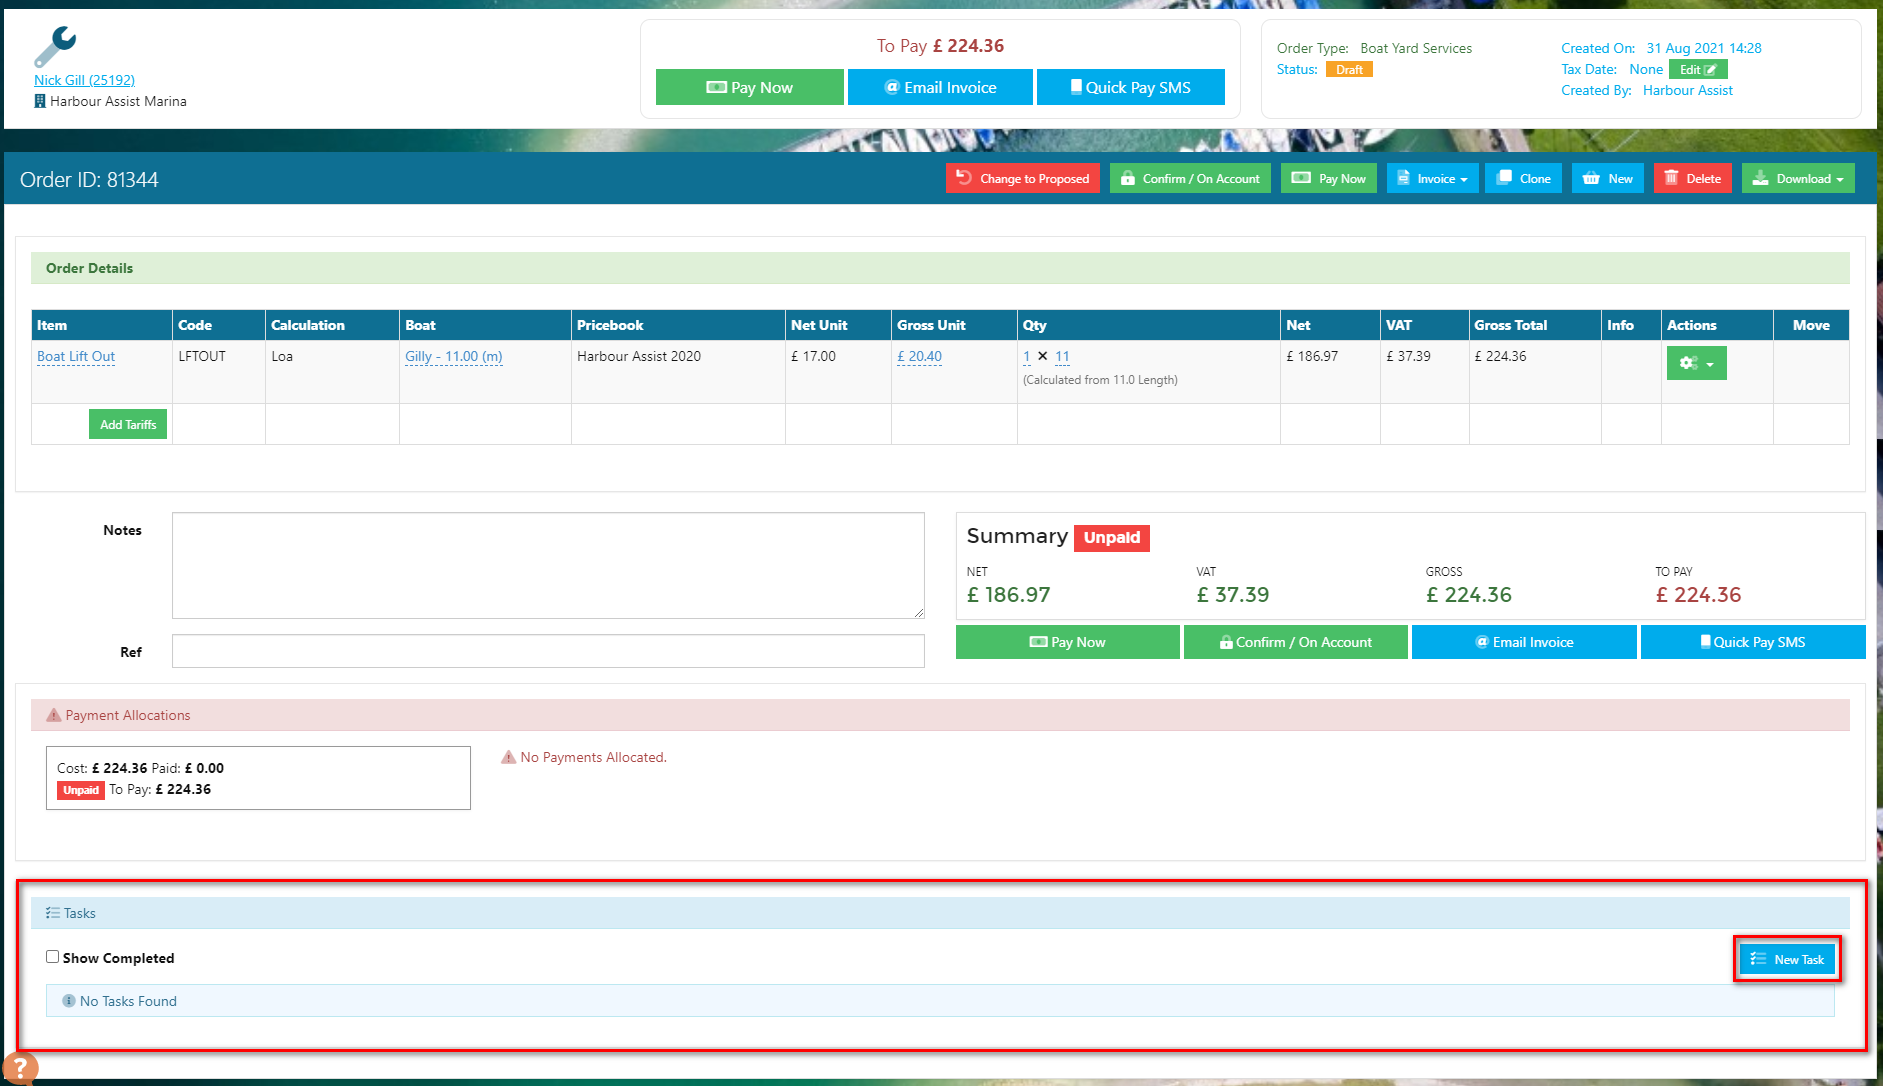 Nick Gill (25192)
Harbour Assist Marina
To Pay £ 224.36
Pay Now
Email Invoice
Quick Pay SMS
Order Type: Boat Yard Services
Status: Draft
Created On: 31 Aug 2021 14:28
Tax Date: None Edit
Created By: Harbour Assist
Order ID: 81344
Change to Proposed
Confirm / On Account
Pay Now
Invoice
Clone
New
Delete
Download
Order Details
Item Code Calculation Boat Pricebook Net Unit Gross Unit Qty Net VAT Gross Total Info Actions Move
Boat Lift Out LFTOUT Loa Gilly - 11.00 (m) Harbour Assist 2020 £ 17.00 £ 20.40 1 × 11 £ 186.97 £ 37.39 £ 224.36
(Calculated from 11.0 Length)
Add Tariffs
Notes
Ref
Summary Unpaid
NET VAT GROSS TO PAY
£ 186.97 £ 37.39 £ 224.36 £ 224.36
Pay Now
Confirm / On Account
Email Invoice
Quick Pay SMS
Payment Allocations
Cost: £ 224.36 Paid: £ 0.00
Unpaid To Pay: £ 224.36
No Payments Allocated.
Tasks
Show Completed
New Task
No Tasks Found
?